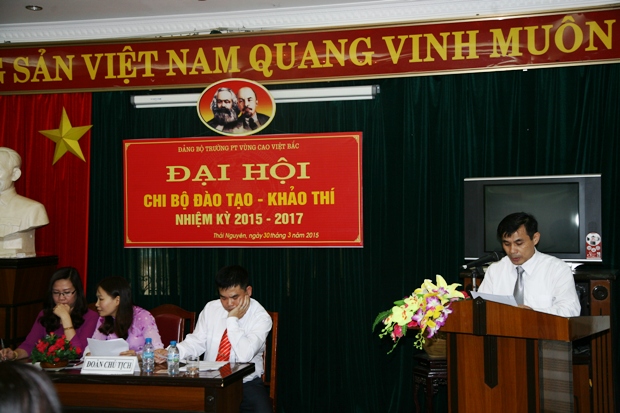 SẢN VIỆT NAM QUANG VINH MUÔN
ĐẢNG BỘ TRƯỜNG PT VÙNG CAO VIỆT BẮC
ĐẠI HỘI
CHI BỘ ĐÀO TẠO - KHẢO THÍ
NHIỆM KỲ 2015 - 2017
Thái Nguyên, ngày 30 tháng 3 năm 2015
ĐOÀN CHỦ TỊCH